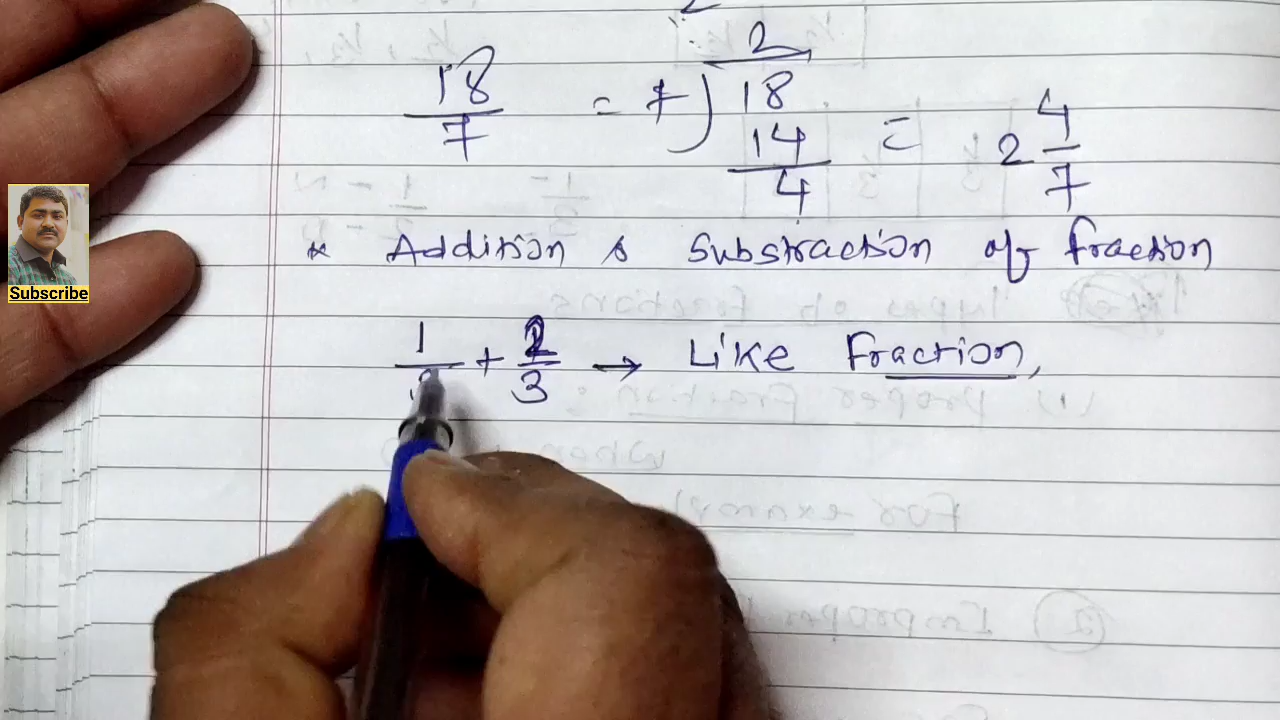 18/7 = 7)18 2 14 4 = 2 4/7
* Addition & Substraction of fraction
1/3 + 2/3 → Like Fraction,
Subscribe